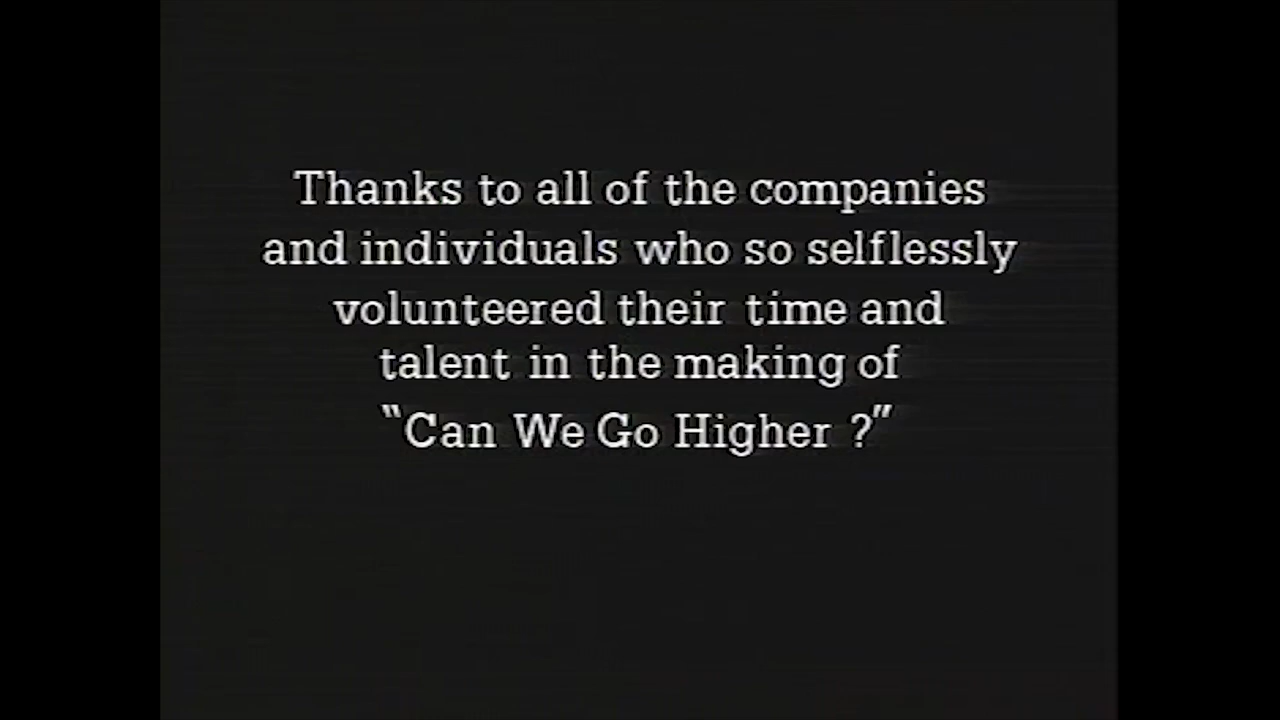 Thanks to all of the companies
and individuals who so selflessly
volunteered their time and
talent in the making of
"Can We Go Higher ?"